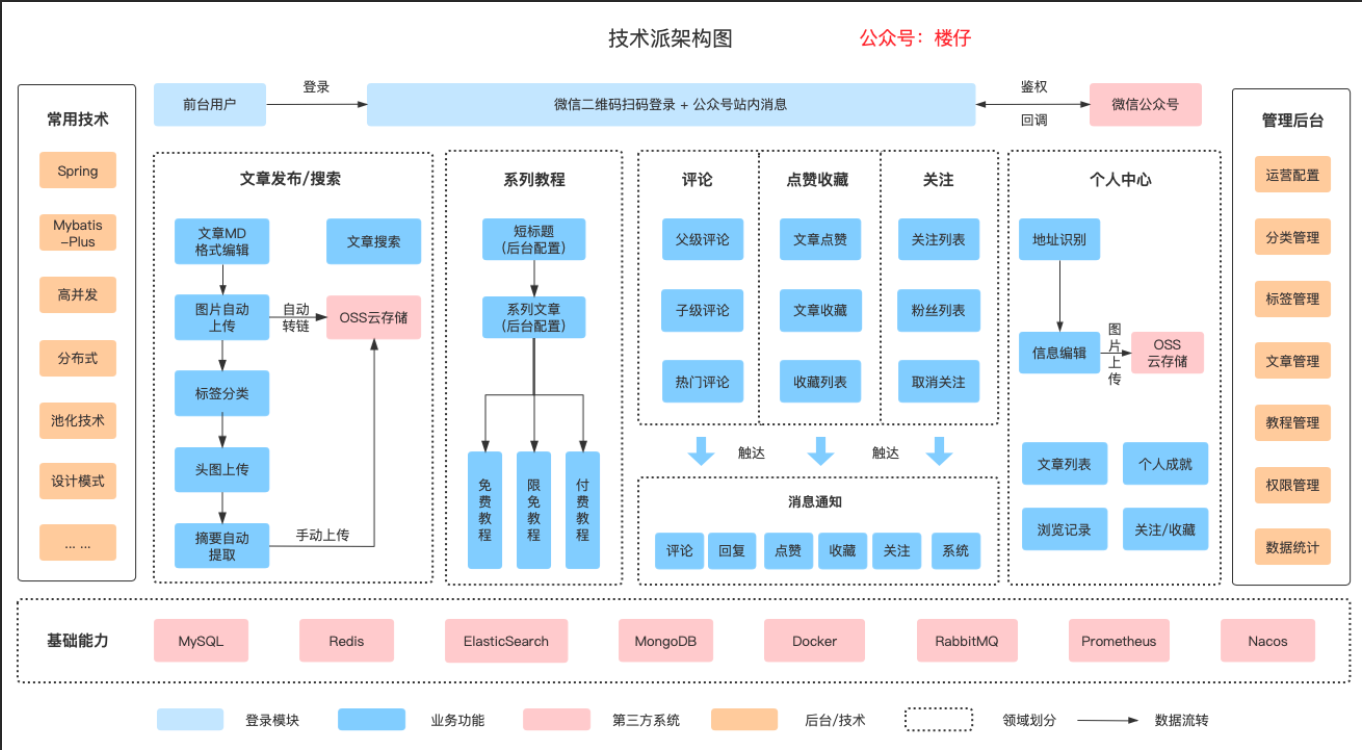 技术派架构图
公众号：楼仔
常用技术
Spring
Mybatis
-Plus
高并发
分布式
池化技术
设计模式
... ...
前台用户
登录
微信二维码扫码登录 + 公众号站内消息
鉴权
回调
微信公众号
文章发布/搜索
文章MD
格式编辑
文章搜索
图片自动
上传
自动
转链
OSS云存储
标签分类
头图上传
摘要自动
提取
手动上传
系列教程
短标题
（后台配置）
系列文章
（后台配置）
免费教程
限免教程
付费教程
评论
父级评论
子级评论
热门评论
点赞收藏
文章点赞
文章收藏
收藏列表
关注
关注列表
粉丝列表
取消关注
触达
触达
消息通知
评论
回复
点赞
收藏
关注
系统
个人中心
地址识别
信息编辑
图片上传
OSS
云存储
文章列表
个人成就
浏览记录
关注/收藏
管理后台
运营配置
分类管理
标签管理
文章管理
教程管理
权限管理
数据统计
基础能力
MySQL
Redis
ElasticSearch
MongoDB
Docker
RabbitMQ
Prometheus
Nacos
登录模块
业务功能
第三方系统
后台/技术
领域划分
数据流转